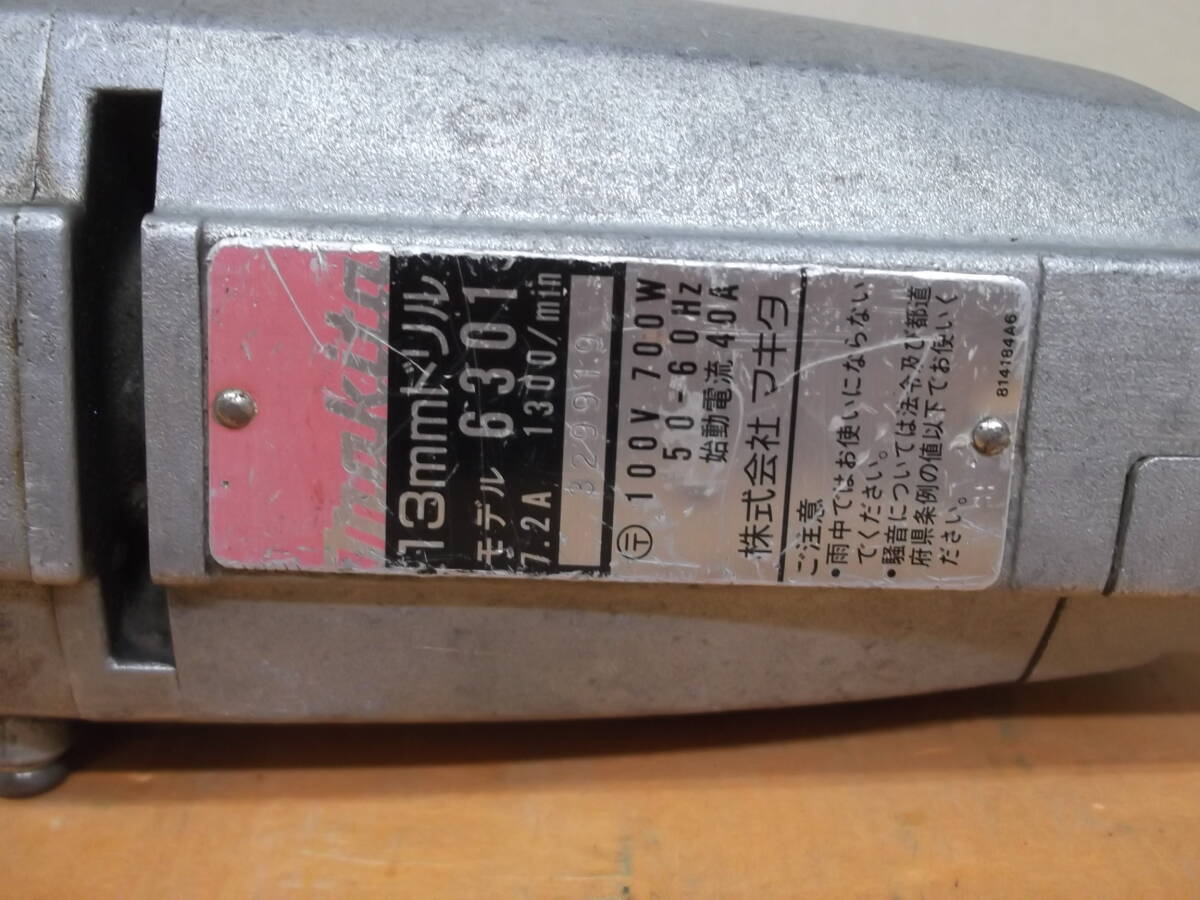 makita
13mmドリル
モデル 6301
7.2A 1300/min
329919
〒 100V 700W
50-60Hz
始動電流 40A
株式会社 マキタ
ご注意
•雨中ではお使いにならない
でください。
•騒音については法令及び都道
府県条例の値以下でお使いく
ださい。
814184A6